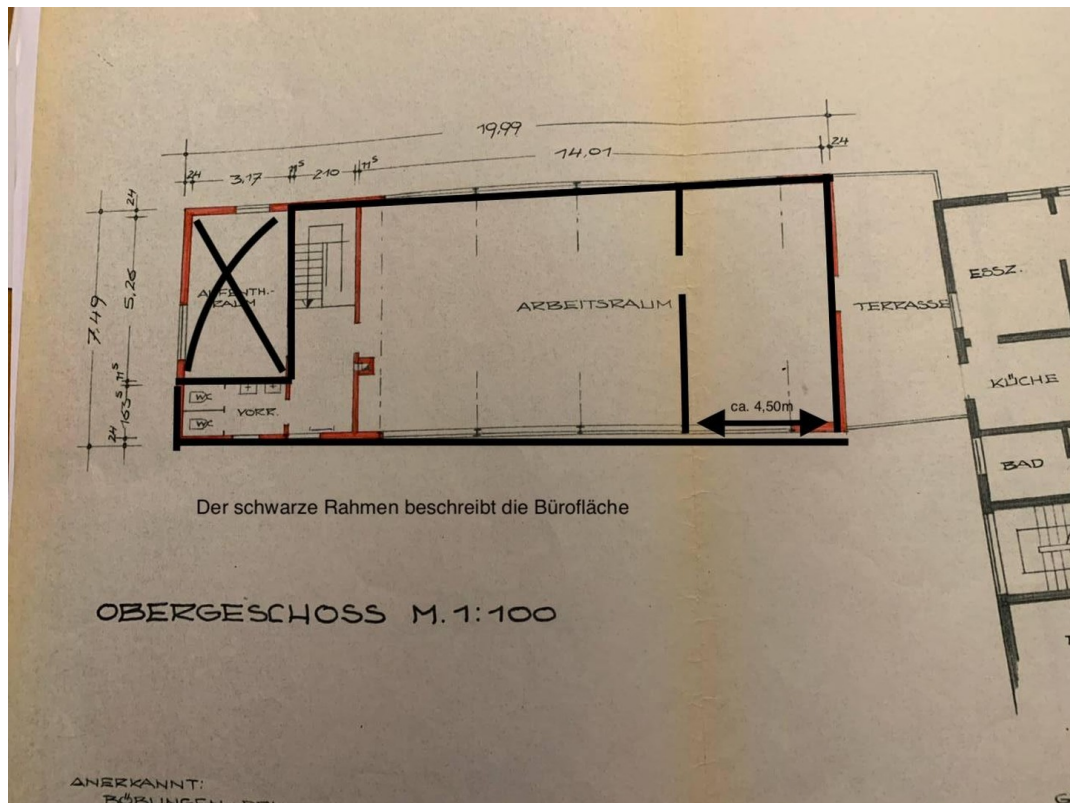 19,99
24 3,17 11⁵ 210 11⁵ 14,01 24
24
5,26
7,49
11⁵
1,63⁵
24
AUFENTH.-
RAUM
ARBEITSRAUM
TERRASSE
ESSZ.
KÜCHE
BAD
WC
WC
VORR.
ca. 4,50m
Der schwarze Rahmen beschreibt die Bürofläche
OBERGESCHOSS M. 1:100
ANERKANNT:
BÖBLINGEN